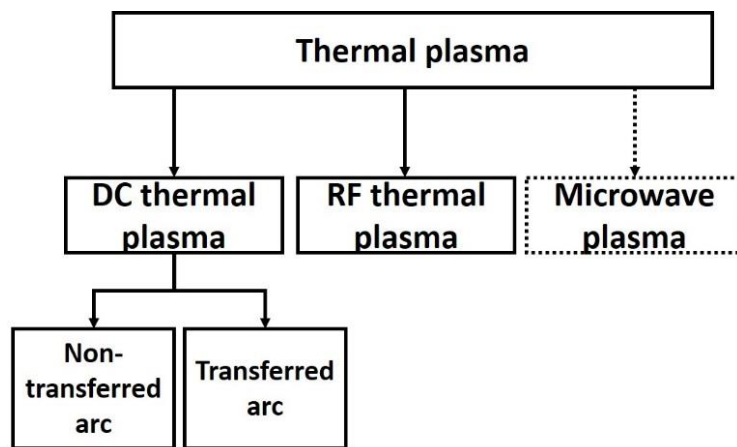 Thermal plasma
DC thermal
plasma
RF thermal
plasma
Microwave
plasma
Non-
transferred
arc
Transferred
arc